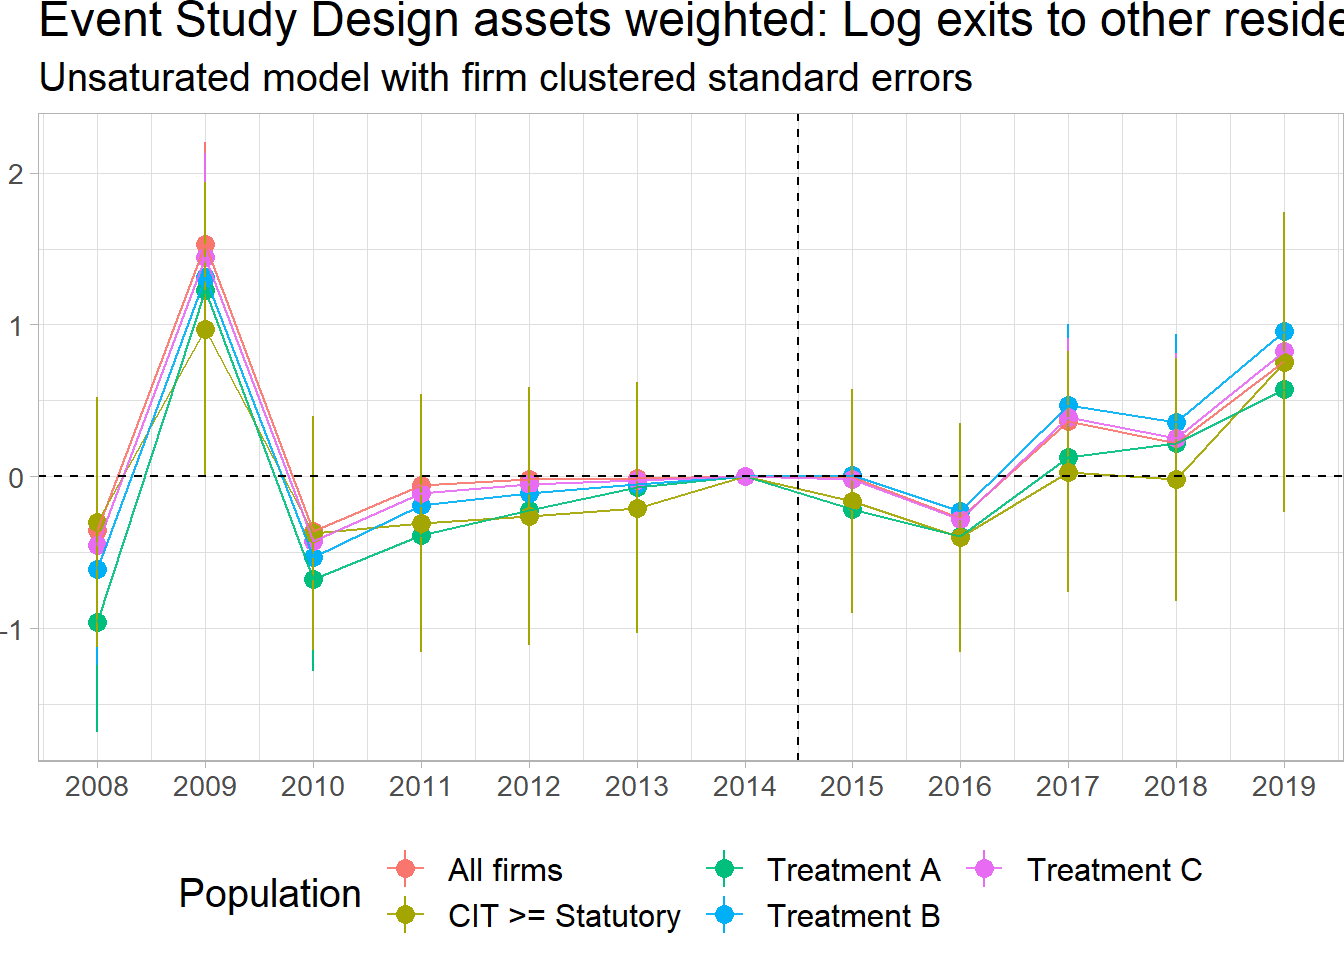 Event Study Design assets weighted: Log exits to other reside
Unsaturated model with firm clustered standard errors
2
1
0
-1
2008 2009 2010 2011 2012 2013 2014 2015 2016 2017 2018 2019
Population
All firms
CIT >= Statutory
Treatment A
Treatment B
Treatment C